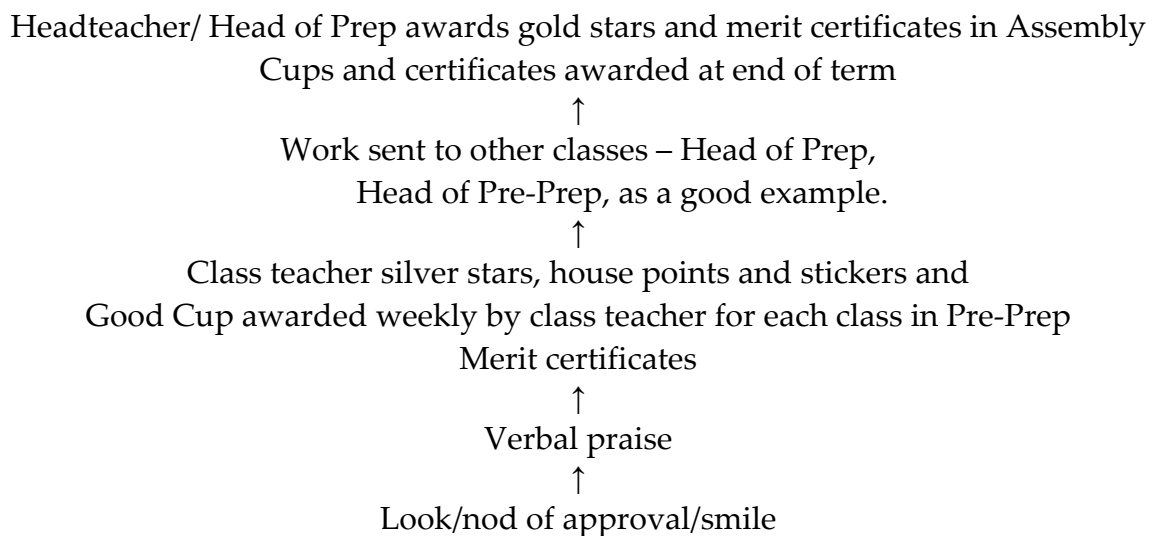 Headteacher/ Head of Prep awards gold stars and merit certificates in Assembly
Cups and certificates awarded at end of term
↑
Work sent to other classes – Head of Prep,
Head of Pre-Prep, as a good example.
↑
Class teacher silver stars, house points and stickers and
Good Cup awarded weekly by class teacher for each class in Pre-Prep
Merit certificates
↑
Verbal praise
↑
Look/nod of approval/smile